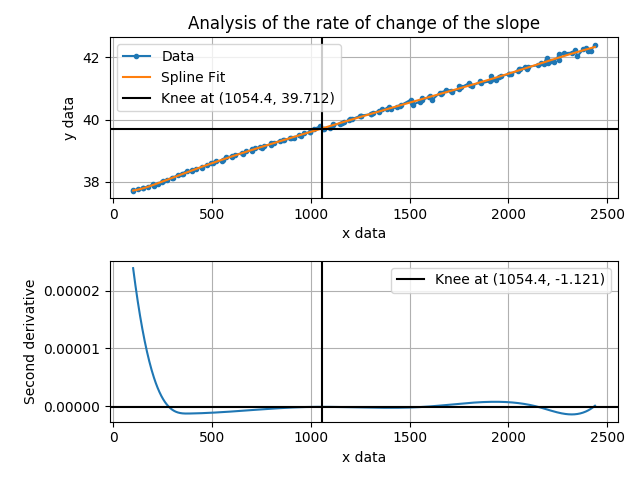 Analysis of the rate of change of the slope
Data
Spline Fit
Knee at (1054.4, 39.712)
42
40
38
y data
0 500 1000 1500 2000 2500
x data
Knee at (1054.4, -1.121)
0.00002
0.00001
0.00000
Second derivative
0 500 1000 1500 2000 2500
x data